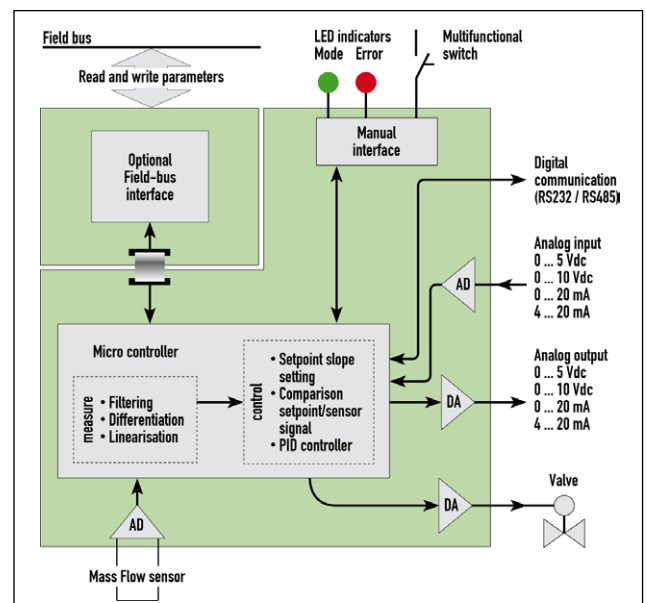 Field bus
Read and write parameters
LED indicators
Mode Error
Multifunctional
switch
Optional
Field-bus
interface
Manual
interface
Digital
communication
(RS232 / RS485)
Analog input
0 ... 5 Vdc
0 ... 10 Vdc
0 ... 20 mA
4 ... 20 mA
AD
Micro controller
measure
• Filtering
• Differentiation
• Linearisation
control
• Setpoint slope
setting
• Comparison
setpoint/sensor
signal
• PID controller
Analog output
0 ... 5 Vdc
0 ... 10 Vdc
0 ... 20 mA
4 ... 20 mA
DA
DA
Valve
AD
Mass Flow sensor